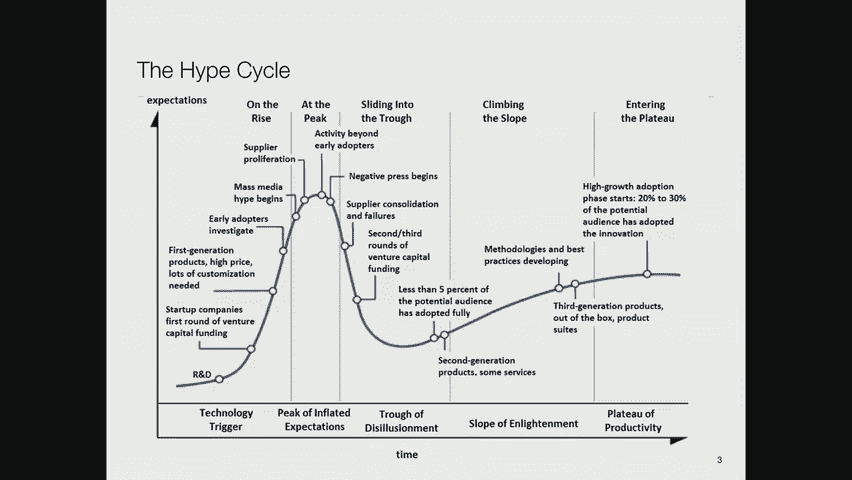 The Hype Cycle
expectations
On the
Rise
At the
Peak
Sliding Into
the Trough
Climbing
the Slope
Entering
the Plateau
Activity beyond
early adopters
Supplier
proliferation
Negative press begins
Mass media
hype begins
Supplier consolidation
and failures
Early adopters
investigate
Second/third
rounds of
venture capital
funding
First-generation
products, high price,
lots of customization
needed
Startup companies
first round of venture
capital funding
R&D
Less than 5 percent of
the potential audience
has adopted fully
Second-generation
products, some services
Methodologies and best
practices developing
Third-generation products,
out of the box, product
suites
High-growth adoption
phase starts: 20% to 30%
of the potential
audience has adopted
the innovation
Technology
Trigger
Peak of Inflated
Expectations
Trough of
Disillusionment
Slope of Enlightenment
Plateau of
Productivity
time
3